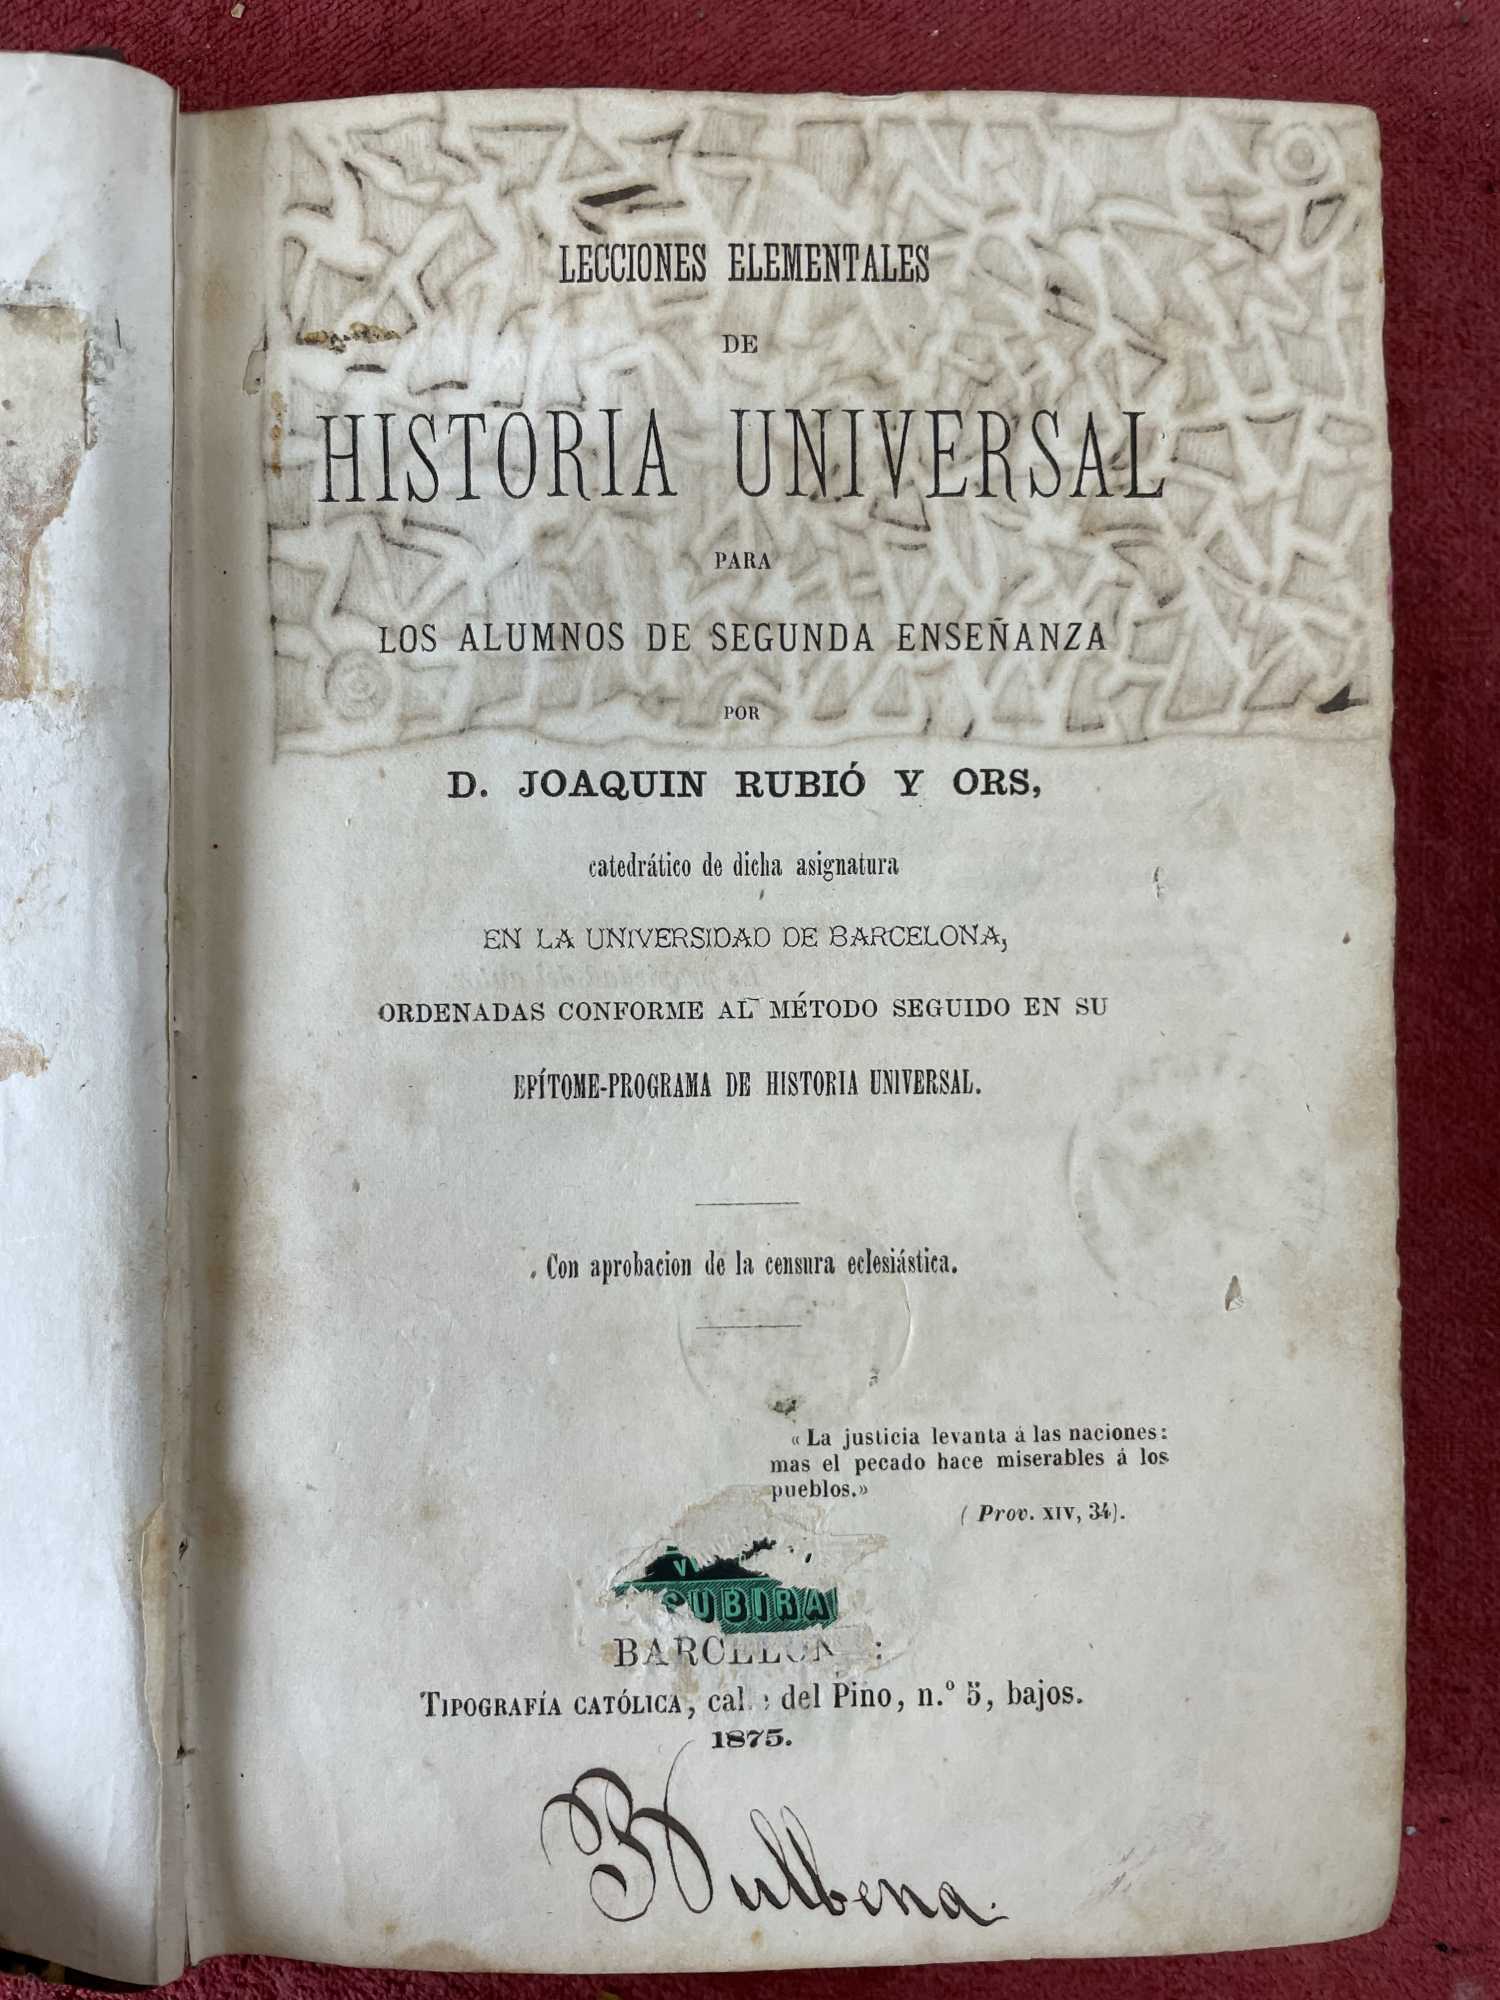 LECCIONES ELEMENTALES
DE
HISTORIA UNIVERSAL
PARA
LOS ALUMNOS DE SEGUNDA ENSEÑANZA
POR
D. JOAQUIN RUBIÓ Y ORS,
catedrático de dicha asignatura
EN LA UNIVERSIDAD DE BARCELONA,
ORDENADAS CONFORME AL MÉTODO SEGUIDO EN SU
EPÍTOME-PROGRAMA DE HISTORIA UNIVERSAL.
Con aprobacion de la censura eclesiástica.
« La justicia levanta á las naciones:
mas el pecado hace miserables á los
pueblos.»
( Prov. XIV, 34).
SUBIRA
BARCELONA:
TIPOGRAFÍA CATÓLICA, calle del Pino, n.º 5, bajos.
1875.